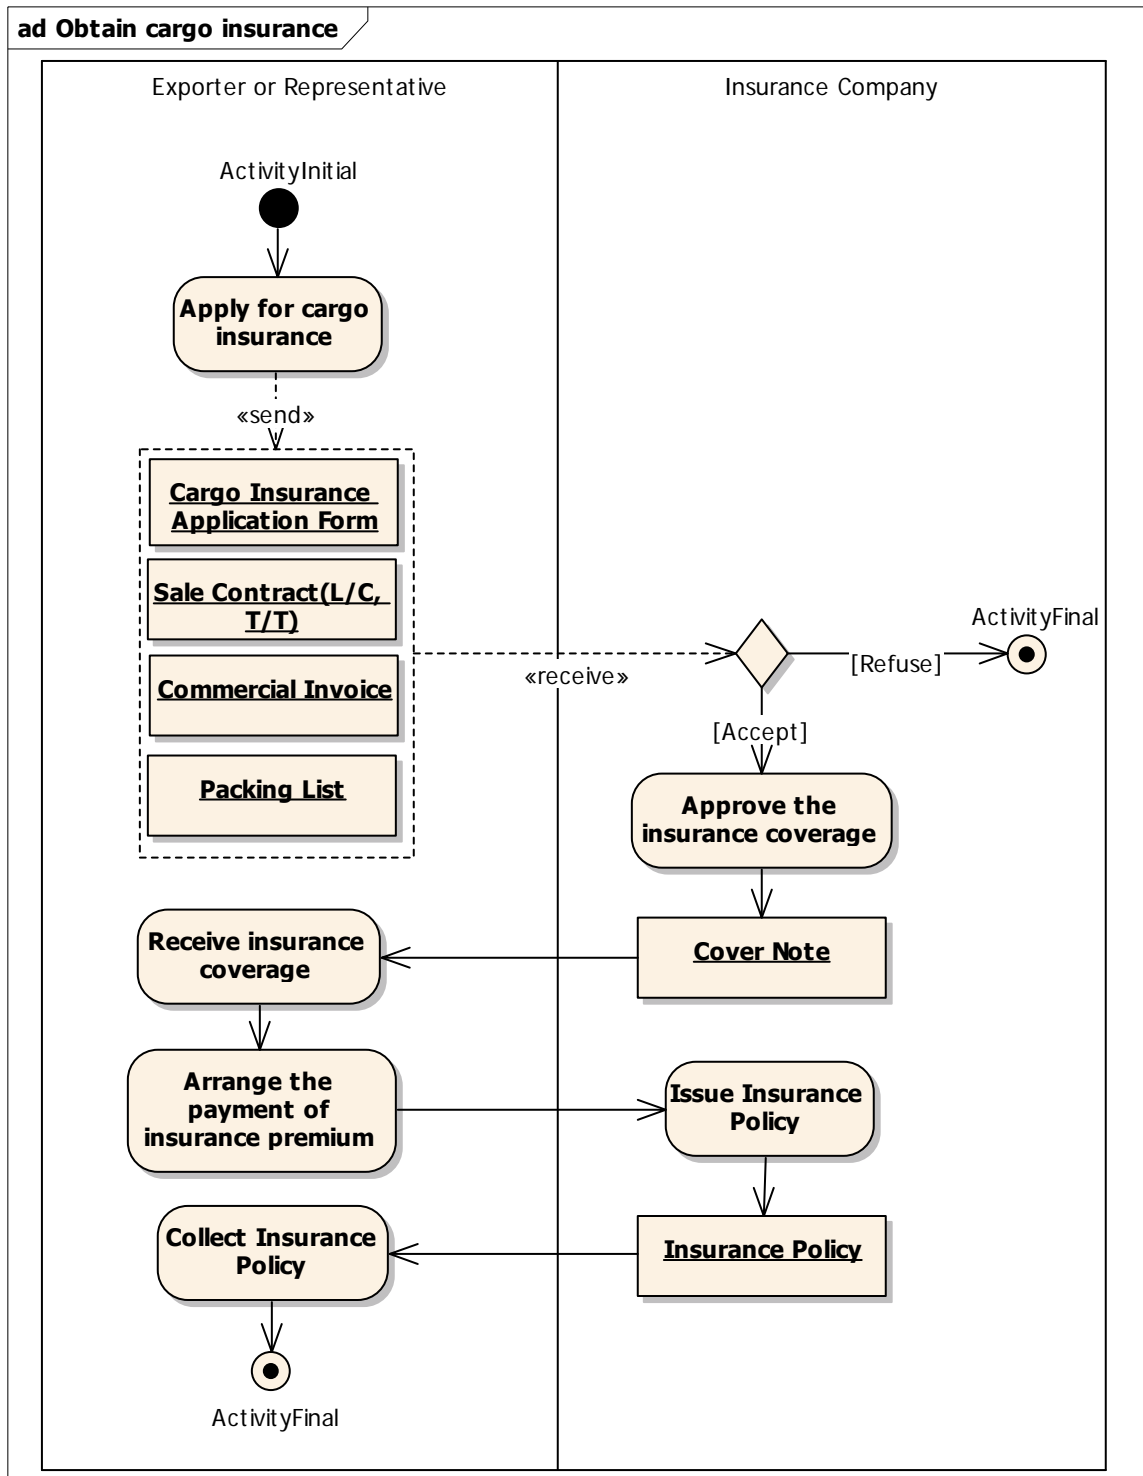 ad Obtain cargo insurance
Exporter or Representative
Insurance Company
ActivityInitial
Apply for cargo
insurance
«send»
Cargo Insurance
Application Form
Sale Contract(L/C,
T/T)
Commercial Invoice
Packing List
«receive»
ActivityFinal
[Refuse]
[Accept]
Approve the
insurance coverage
Cover Note
Receive insurance
coverage
Arrange the
payment of
insurance premium
Issue Insurance
Policy
Insurance Policy
Collect Insurance
Policy
ActivityFinal